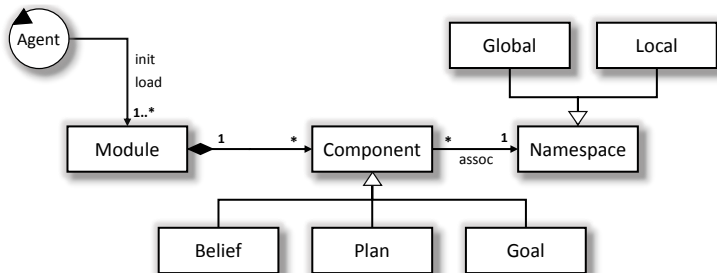 Agent
Global
Local
init
load
1..*
Module
1
*
Component
*
1
assoc
Namespace
Belief
Plan
Goal